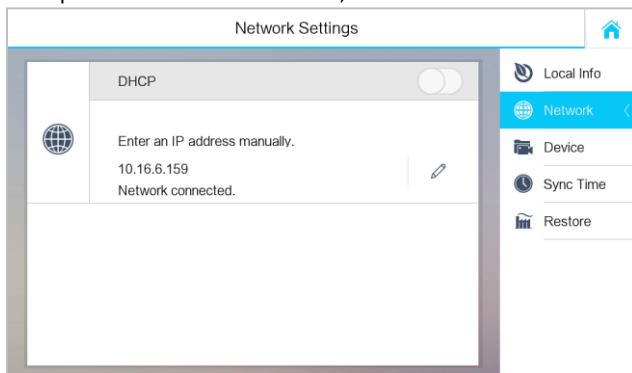 Network Settings
DHCP
Enter an IP address manually.
10.16.6.159
Network connected.
Local Info
Network
Device
Sync Time
Restore